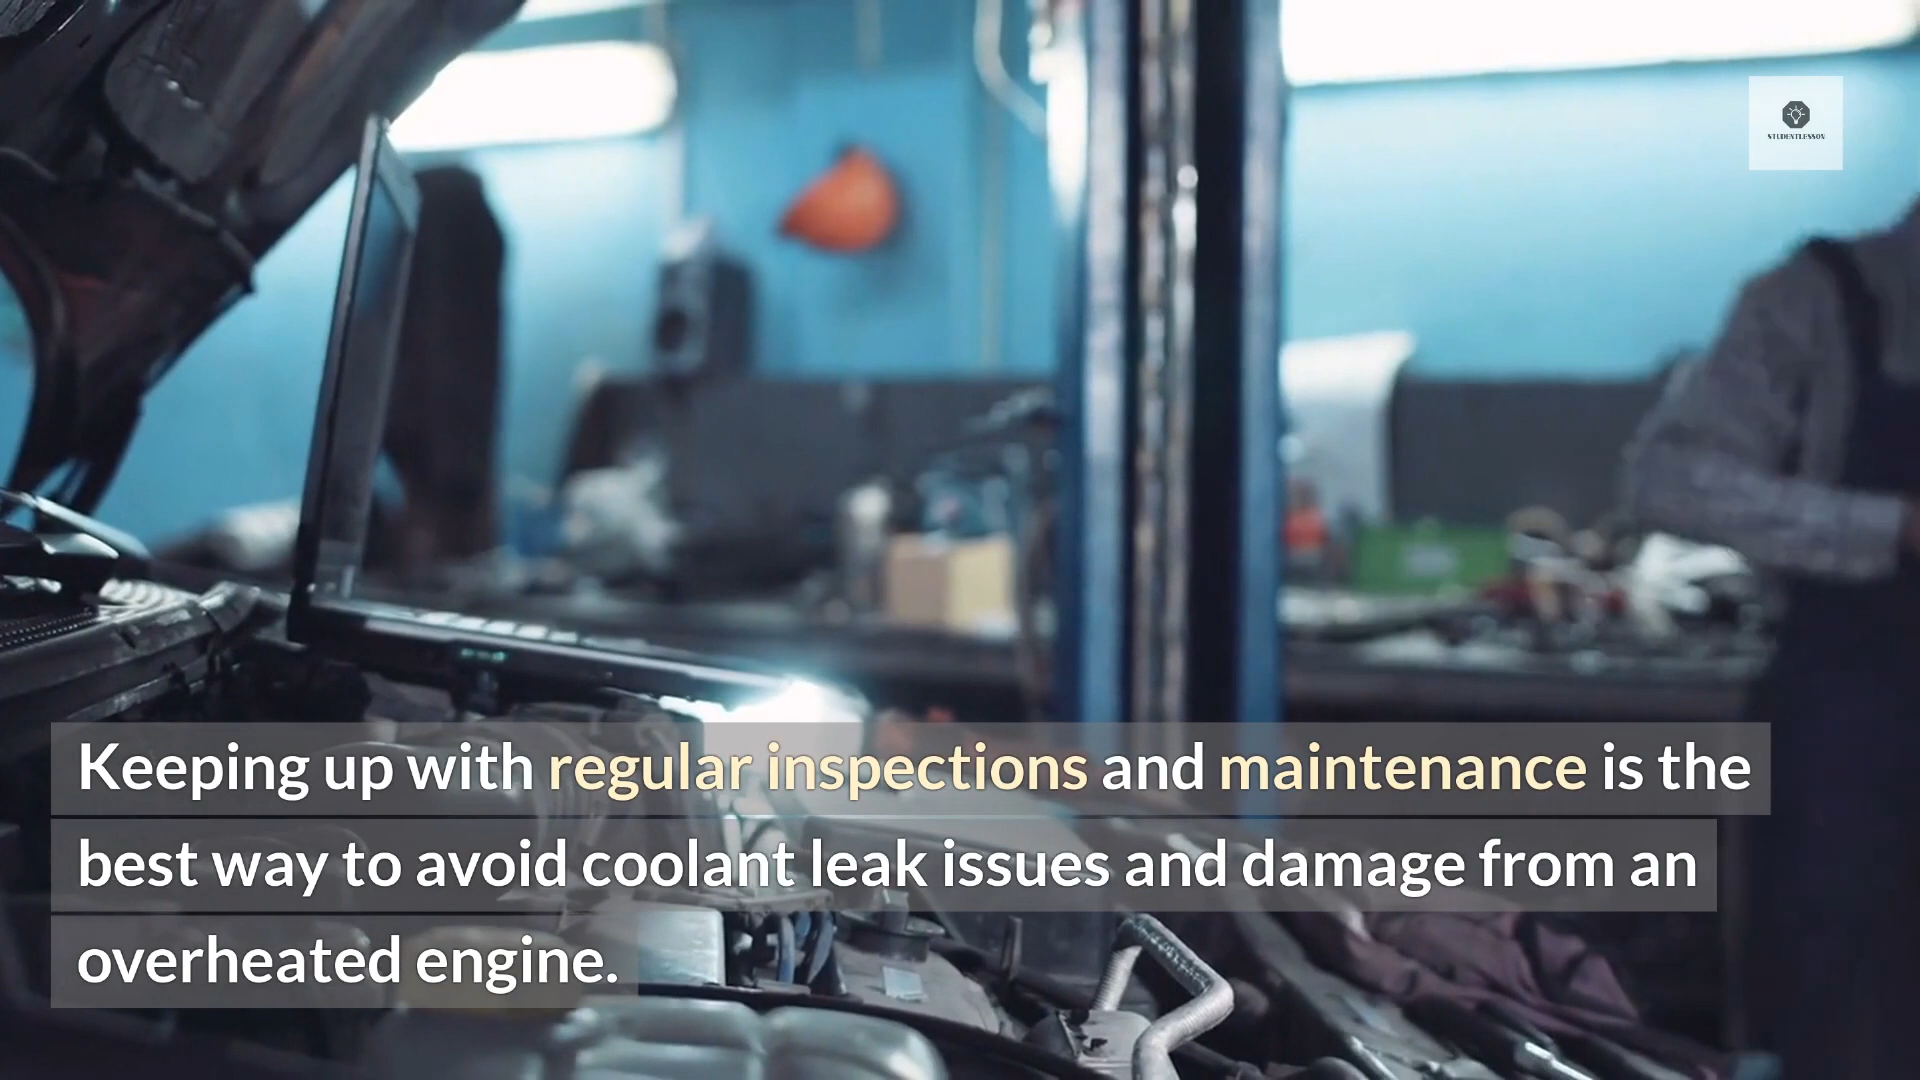 STUDENTLESSON
Keeping up with regular inspections and maintenance is the
best way to avoid coolant leak issues and damage from an
overheated engine.